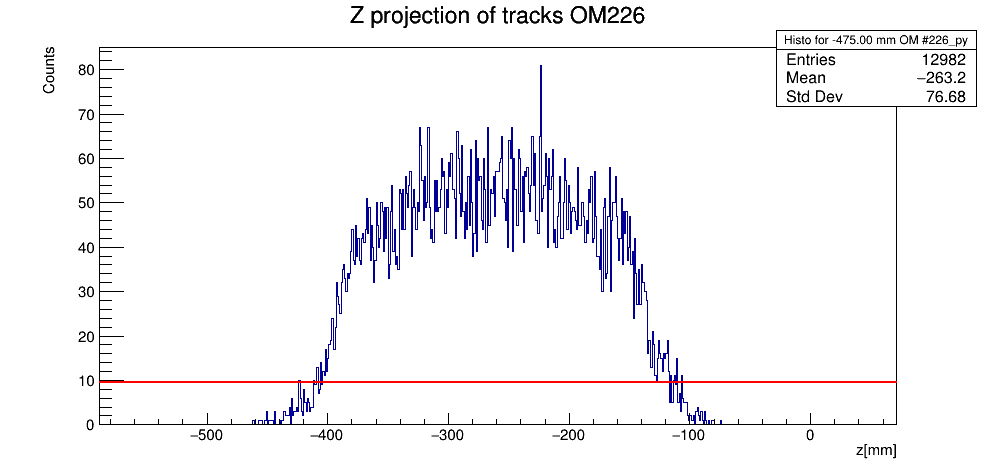 Z projection of tracks OM226
Histo for -475.00 mm OM #226_py
Entries 12982
Mean −263.2
Std Dev 76.68
Counts
80
70
60
50
40
30
20
10
0
−500 −400 −300 −200 −100 0
z[mm]